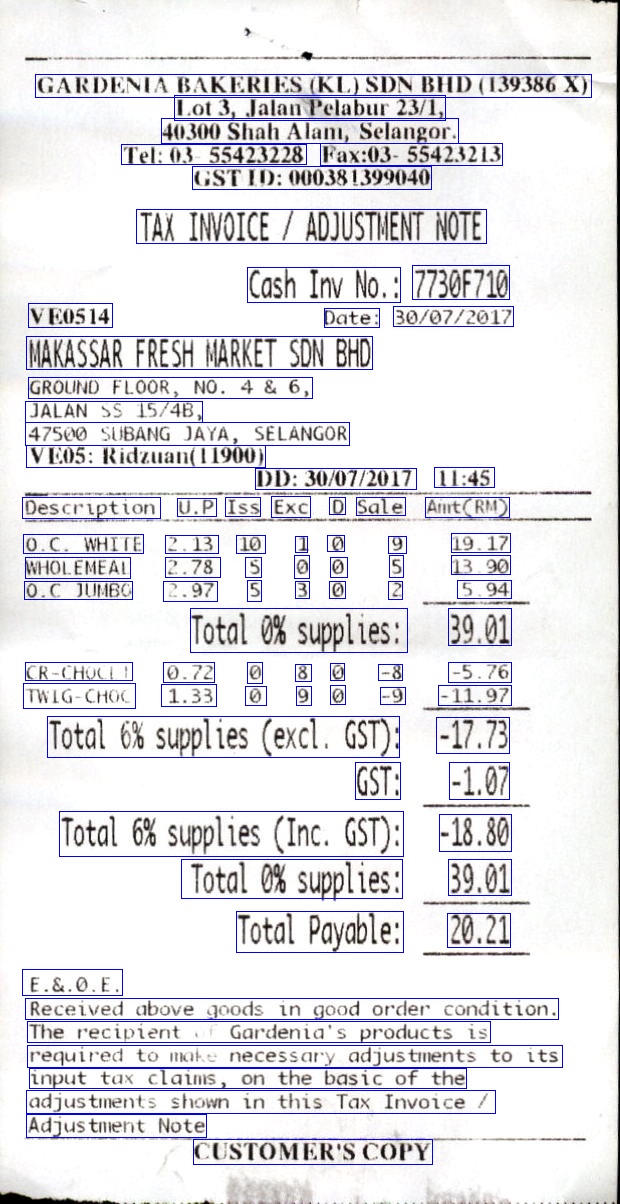 GARDENIA BAKERIES (KL) SDN BHD (139386 X)
Lot 3, Jalan Pelabur 23/1,
40300 Shah Alam, Selangor.
Tel: 03- 55423228 Fax:03- 55423213
GST ID: 000381399040
TAX INVOICE / ADJUSTMENT NOTE
Cash Inv No.: 7730F710
VE0514 Date: 30/07/2017
MAKASSAR FRESH MARKET SDN BHD
GROUND FLOOR, NO. 4 & 6,
JALAN SS 15/4B,
47500 SUBANG JAYA, SELANGOR
VE05: Ridzuan(11900)
DD: 30/07/2017 11:45
Description U.P Iss Exc D Sale Amt(RM)
O.C. WHITE 2.13 10 1 0 9 19.17
WHOLEMEAL 2.78 5 0 0 5 13.90
O.C JUMBO 2.97 5 3 0 2 5.94
Total 0% supplies: 39.01
0.72 0 8 0 -8 -5.76
TWIG-CHOC 1.33 0 9 0 -9 -11.97
Total 6% supplies (excl. GST): -17.73
GST: -1.07
Total 6% supplies (Inc. GST): -18.80
Total 0% supplies: 39.01
Total Payable: 20.21
E.&.O.E.
Received above goods in good order condition.
The recipient of Gardenia's products is
required to make necessary adjustments to its
input tax claims, on the basic of the
adjustments shown in this Tax Invoice /
Adjustment Note
CUSTOMER'S COPY